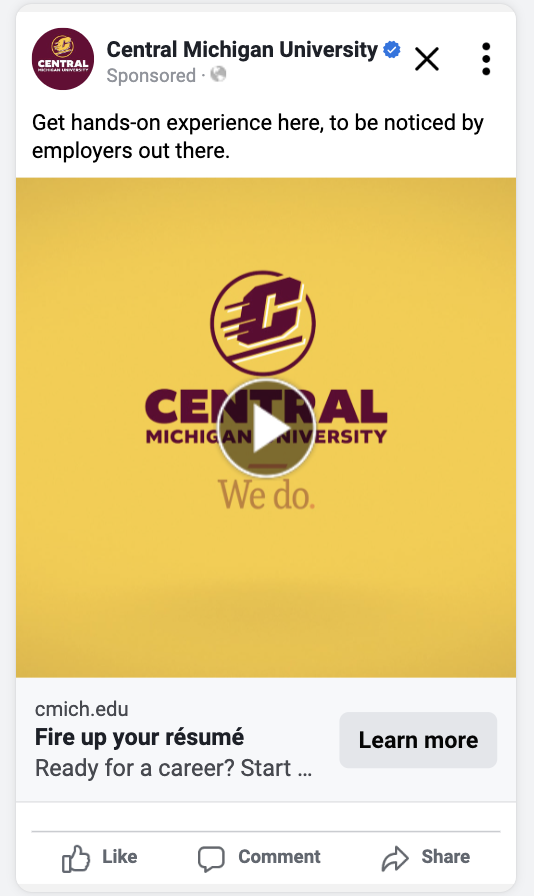 CENTRAL
MICHIGAN UNIVERSITY
Central Michigan University
Sponsored ·
Get hands-on experience here, to be noticed by
employers out there.
C
CENTRAL
MICHIGAN UNIVERSITY
We do.
cmich.edu
Fire up your résumé
Ready for a career? Start ...
Learn more
Like
Comment
Share